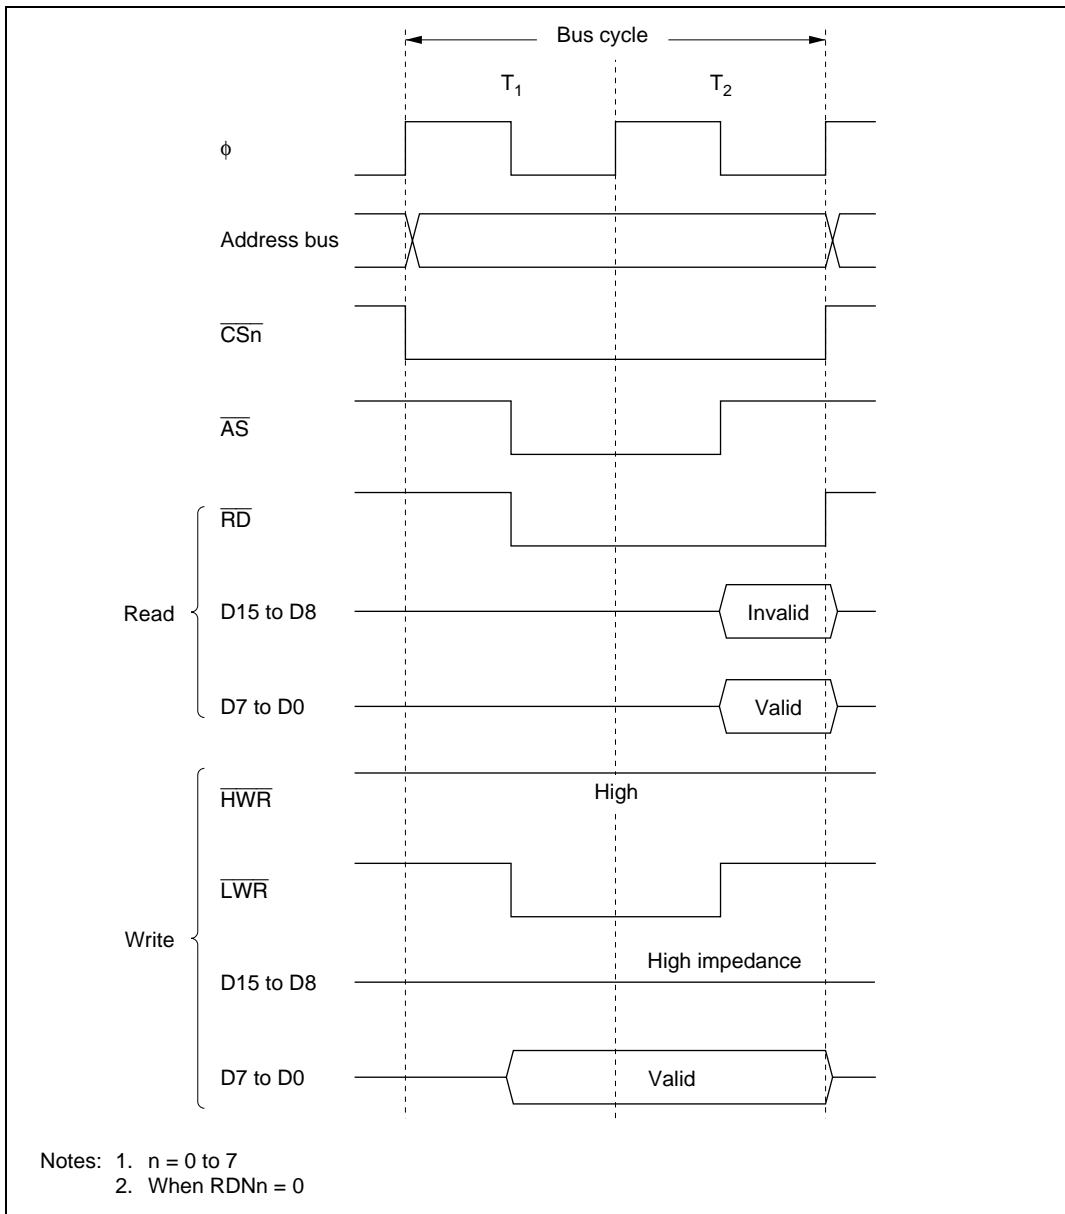 Bus cycle
T1 T2
ϕ
Address bus
CSn
AS
Read
RD
D15 to D8 Invalid
D7 to D0 Valid
Write
HWR High
LWR
D15 to D8 High impedance
D7 to D0 Valid
Notes: 1. n = 0 to 7
2. When RDNn = 0